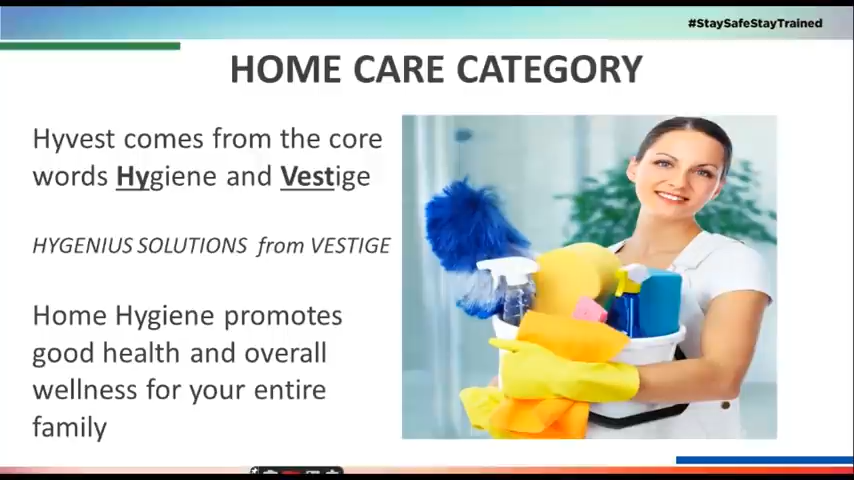 #StaySafeStayTrained
HOME CARE CATEGORY
Hyvest comes from the core
words Hygiene and Vestige
HYGENIUS SOLUTIONS from VESTIGE
Home Hygiene promotes
good health and overall
wellness for your entire
family